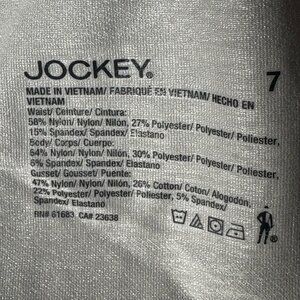 JOCKEY® 7
MADE IN VIETNAM/ FABRIQUÉ EN VIETNAM/ HECHO EN
VIETNAM
Waist/ Ceinture/ Cintura:
58% Nylon/ Nylon/ Nilón, 27% Polyester/ Polyester/ Poliester,
15% Spandex/ Spandex/ Elastano
Body/ Corps/ Cuerpo:
64% Nylon/ Nylon/ Nilón, 30% Polyester/ Polyester/ Poliester,
6% Spandex/ Spandex/ Elastano
Gusset/ Gousset/ Puente:
47% Nylon/ Nylon/ Nilón, 26% Cotton/ Coton/ Algodón,
22% Polyester/ Polyester/ Poliester, 5% Spandex/
Spandex/ Elastano
RN# 61683 CA# 23638